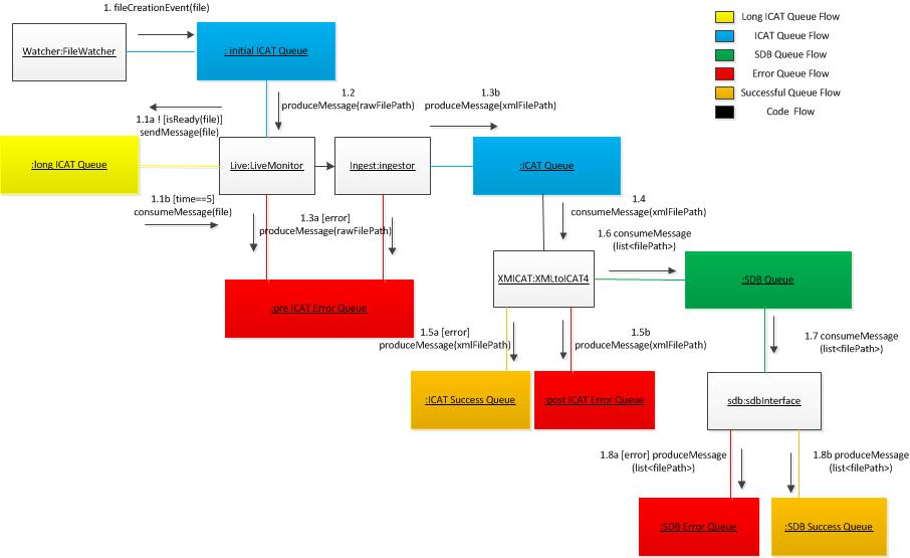 1. fileCreationEvent(file)
Watcher:FileWatcher
: initial ICAT Queue
Long ICAT Queue Flow
ICAT Queue Flow
SDB Queue Flow
Error Queue Flow
Successful Queue Flow
Code Flow
1.2
produceMessage(rawFilePath)
1.3b
produceMessage(xmlFilePath)
1.1a ! [isReady(file)]
sendMessage(file)
:long ICAT Queue
Live:LiveMonitor
Ingest:ingestor
:ICAT Queue
1.1b [time==5]
consumeMessage(file)
1.3a [error]
produceMessage(rawFilePath)
1.4
consumeMessage(xmlFilePath)
1.6 consumeMessage
(list<filePath>)
XMICAT:XMLtoICAT4
:SDB Queue
:pre ICAT Error Queue
1.5a [error]
produceMessage(xmlFilePath)
1.5b
produceMessage(xmlFilePath)
1.7 consumeMessage
(list<filePath>)
:ICAT Success Queue
:post ICAT Error Queue
sdb:sdbInterface
1.8a [error] produceMessage
(list<filePath>)
1.8b produceMessage
(list<filePath>)
:SDB Error Queue
:SDB Success Queue